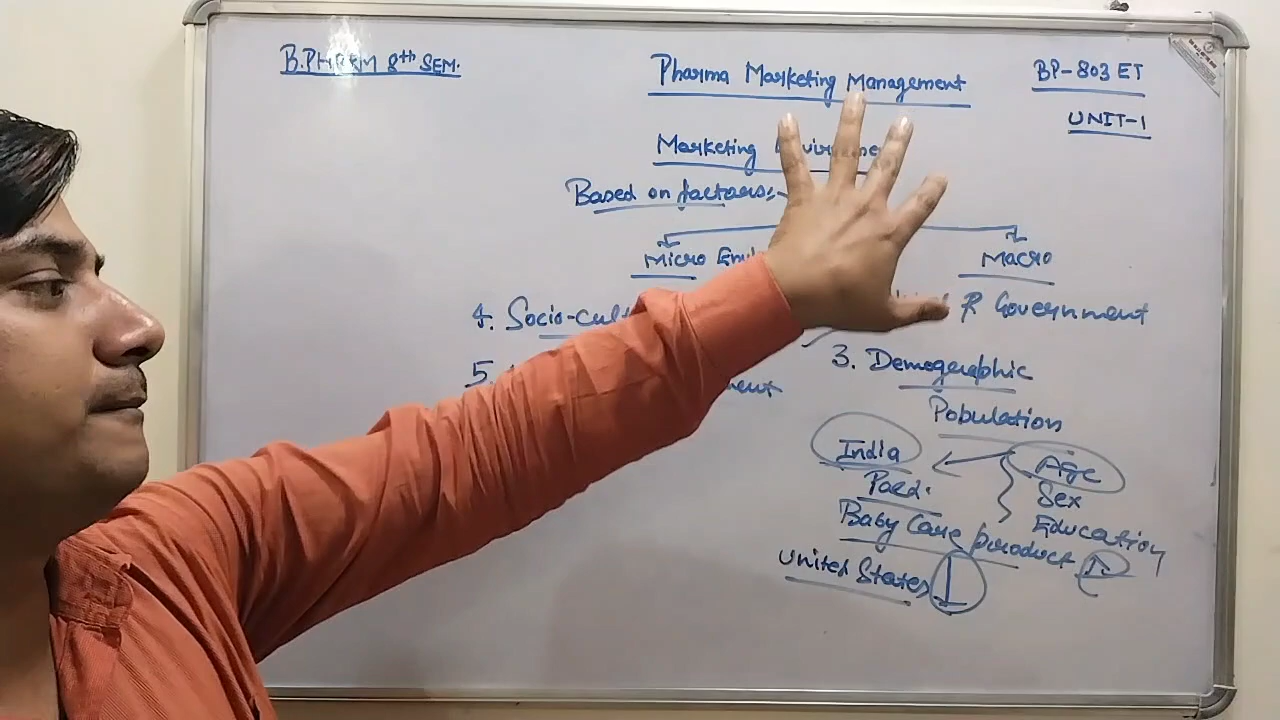 B.PHARM 8th SEM.
Pharma Marketing Management
BP-803 ET
UNIT-1
Marketing
Based on factors:
Micro
Macro
4. Socio-cult
& Government
5.
3. Demographic
Population
India
Age
Paed.
Sex
Baby Care product
Education
United States